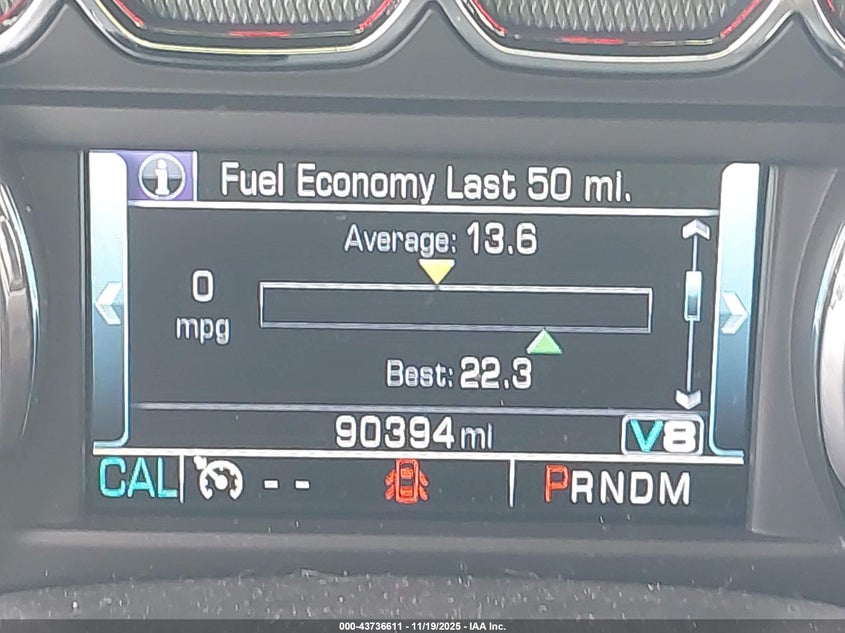 i Fuel Economy Last 50 mi.
Average: 13.6
0
mpg
Best: 22.3
90394 mi V8
CAL -- PRNDM
000-43736611 - 11/19/2025 - IAA Inc.